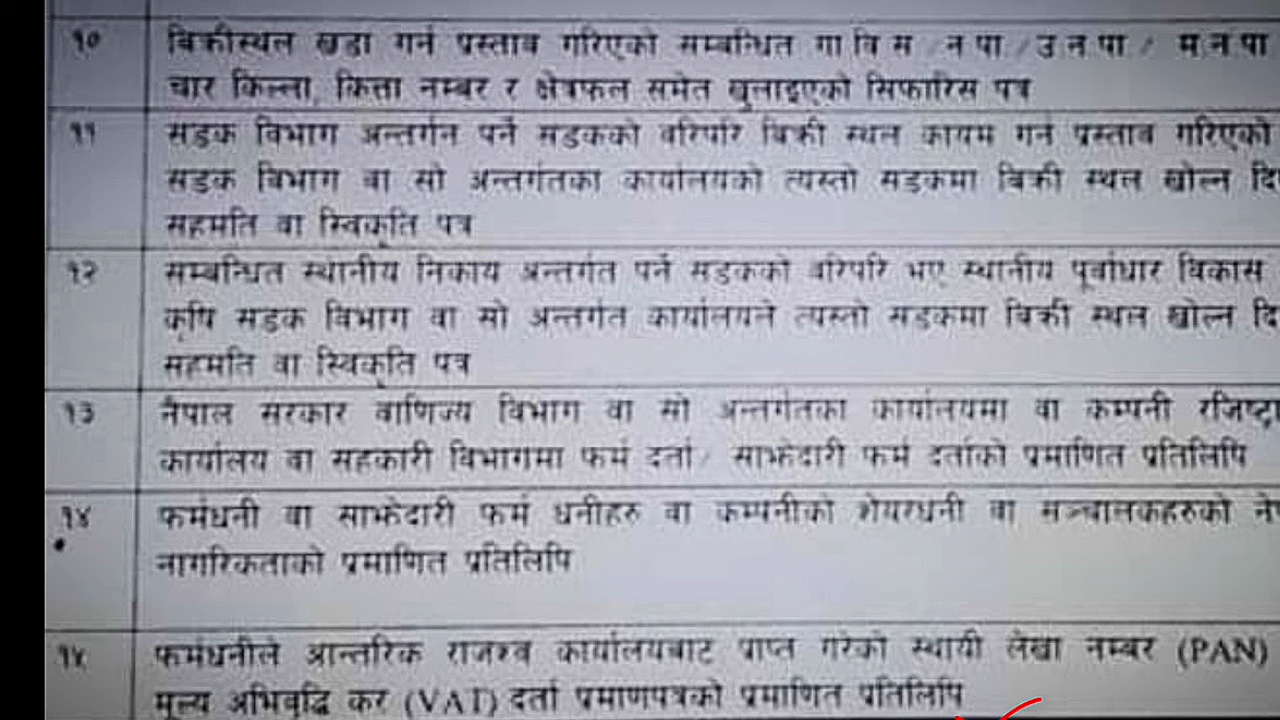 १० बिक्रीस्थल खडा गर्न प्रस्ताव गरिएको सम्बन्धित गा वि स / न पा / उ न पा / म न पा
चार किल्ला, कित्ता नम्बर र क्षेत्रफल समेत खुलाइएको सिफारिस पत्र
११ सडक विभाग अन्तर्गत पर्ने सडकको वरिपरि बिक्री स्थल कायम गर्न प्रस्ताव गरिएको
सडक विभाग वा सो अन्तर्गतका कार्यालयको त्यस्तो सडकमा बिक्री स्थल खोल्न दि
सहमति वा स्विकृति पत्र
१२ सम्बन्धित स्थानीय निकाय अन्तर्गत पर्ने सडकको वरिपरि भए स्थानीय पूर्वाधार विकास
कृषि सडक विभाग वा सो अन्तर्गत कार्यालयले त्यस्तो सडकमा बिक्री स्थल खोल्न दि
सहमति वा स्विकृति पत्र
१३ नेपाल सरकार वाणिज्य विभाग वा सो अन्तर्गतका कार्यालयमा वा कम्पनी रजिष्ट्रा
कार्यालय वा सहकारी विभागमा फर्म दर्ता / साझेदारी फर्म दर्ताको प्रमाणित प्रतिलिपि
१४ फर्मधनी वा साझेदारी फर्म धनीहरु वा कम्पनीको शेयरधनी वा सञ्चालकहरुको ने
नागरिकताको प्रमाणित प्रतिलिपि
१५ फर्मधनीले आन्तरिक राजश्व कार्यालयबाट प्राप्त गरेको स्थायी लेखा नम्बर (PAN)
मूल्य अभिवृद्धि कर (VAT) दर्ता प्रमाणपत्रको प्रमाणित प्रतिलिपि